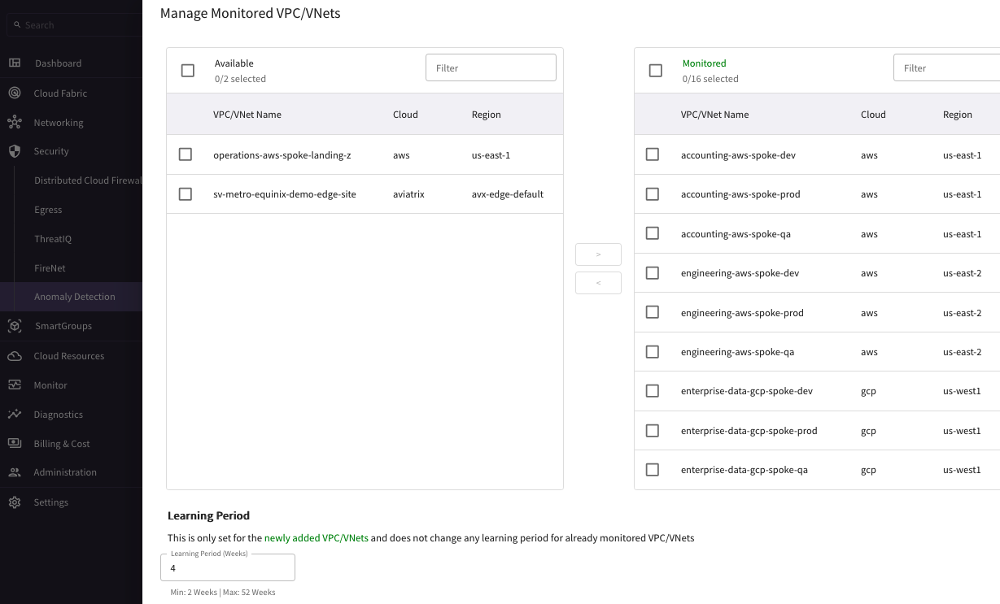 Manage Monitored VPC/VNets
Search
Dashboard
Cloud Fabric
Networking
Security
Distributed Cloud Firewal
Egress
ThreatIQ
FireNet
Anomaly Detection
SmartGroups
Cloud Resources
Monitor
Diagnostics
Billing & Cost
Administration
Settings
Available
0/2 selected
Filter
VPC/VNet Name Cloud Region
operations-aws-spoke-landing-z aws us-east-1
sv-metro-equinix-demo-edge-site aviatrix avx-edge-default
>
<
Monitored
0/16 selected
Filter
VPC/VNet Name Cloud Region
accounting-aws-spoke-dev aws us-east-1
accounting-aws-spoke-prod aws us-east-1
accounting-aws-spoke-qa aws us-east-1
engineering-aws-spoke-dev aws us-east-2
engineering-aws-spoke-prod aws us-east-2
engineering-aws-spoke-qa aws us-east-2
enterprise-data-gcp-spoke-dev gcp us-west1
enterprise-data-gcp-spoke-prod gcp us-west1
enterprise-data-gcp-spoke-qa gcp us-west1
Learning Period
This is only set for the newly added VPC/VNets and does not change any learning period for already monitored VPC/VNets
Learning Period (Weeks)
4
Min: 2 Weeks | Max: 52 Weeks